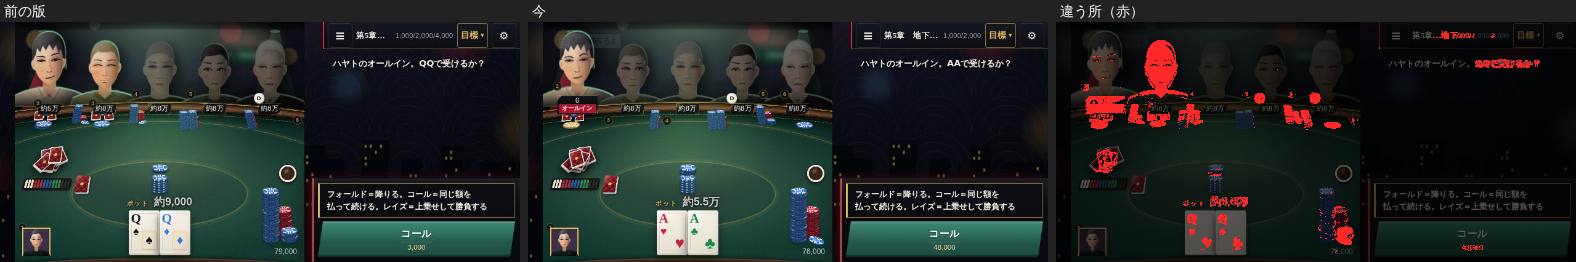 前の版
今
違う所（赤）
第5章…
1,000/2,000/4,000
目標▾
ハヤトのオールイン。QQで受けるか？
約8万
約8万
約8万
約8万
ポット 約9,000
Q
Q
79,000
フォールド＝降りる。コール＝同じ額を
払って続ける。レイズ＝上乗せして勝負する
コール
3,000
第5章 地下…
1,000/2,000
目標▾
ハヤトのオールイン。AAで受けるか？
0
オールイン
約8万
約8万
約8万
ポット 約5.5万
A
A
76,000
フォールド＝降りる。コール＝同じ額を
払って続ける。レイズ＝上乗せして勝負する
コール
48,000
目標▾
ハヤトのオールイン。
フォールド＝降りる。コール＝同じ額を
払って続ける。レイズ＝上乗せして勝負する
コール